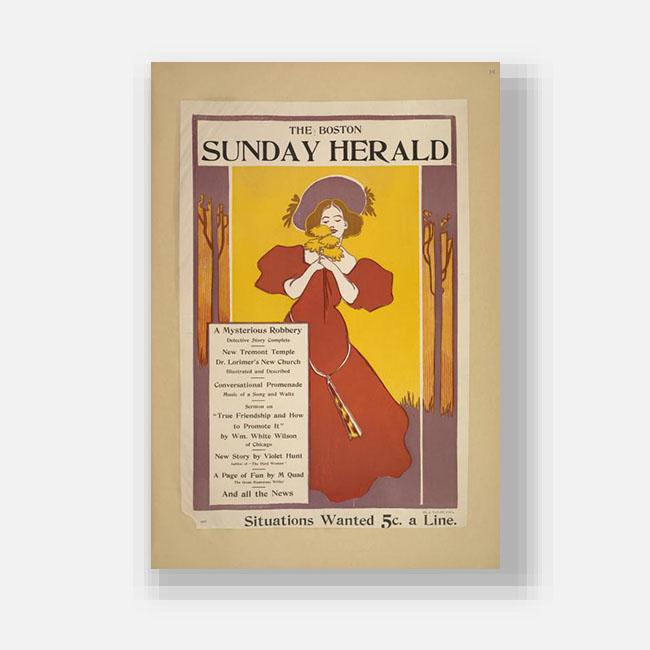 THE BOSTON
SUNDAY HERALD
A Mysterious Robbery
Detective Story Complete
New Tremont Temple
Dr. Lorimer's New Church
Illustrated and Described
Conversational Promenade
Music of a Song and Waltz
Sermon on
"True Friendship and How
to Promote It"
by Wm. White Wilson
of Chicago
New Story by Violet Hunt
Author of "The Hard Woman"
A Page of Fun by M Quad
The Great Humorous Writer
And all the News
Situations Wanted 5c. a Line.